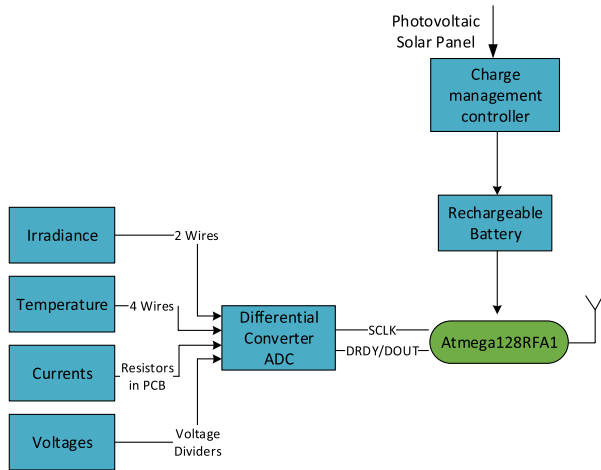 Photovoltaic
Solar Panel
Charge
management
controller
Rechargeable
Battery
Irradiance
2 Wires
Temperature
4 Wires
Differential
Converter
ADC
SCLK
DRDY/DOUT
Atmega128RFA1
Currents
Resistors
in PCB
Voltages
Voltage
Dividers